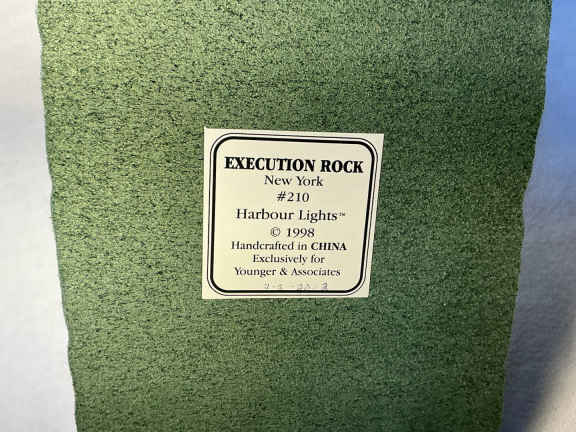 EXECUTION ROCK
New York
#210
Harbour Lights™
© 1998
Handcrafted in CHINA
Exclusively for
Younger & Associates